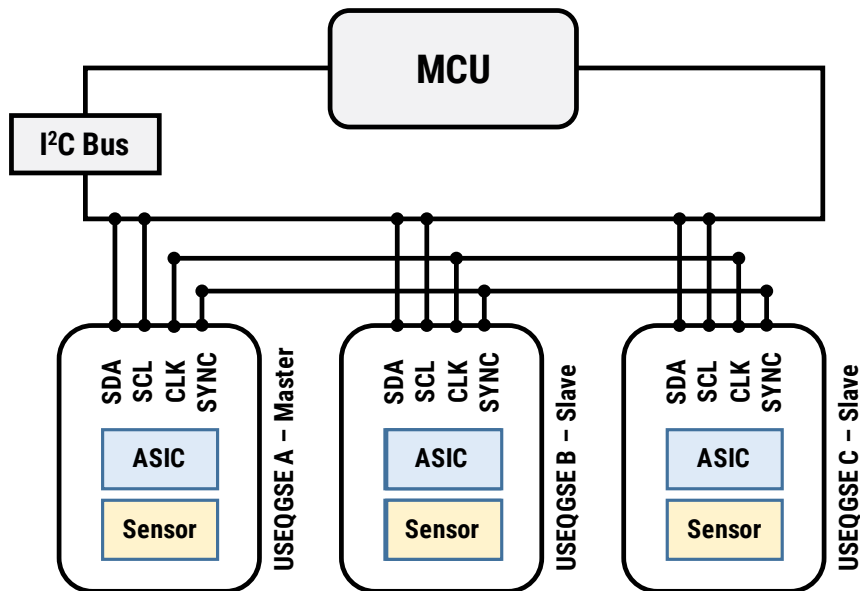 MCU
I²C Bus
SDA
SCL
CLK
SYNC
ASIC
Sensor
USEQGSE A – Master
SDA
SCL
CLK
SYNC
ASIC
Sensor
USEQGSE B – Slave
SDA
SCL
CLK
SYNC
ASIC
Sensor
USEQGSE C – Slave